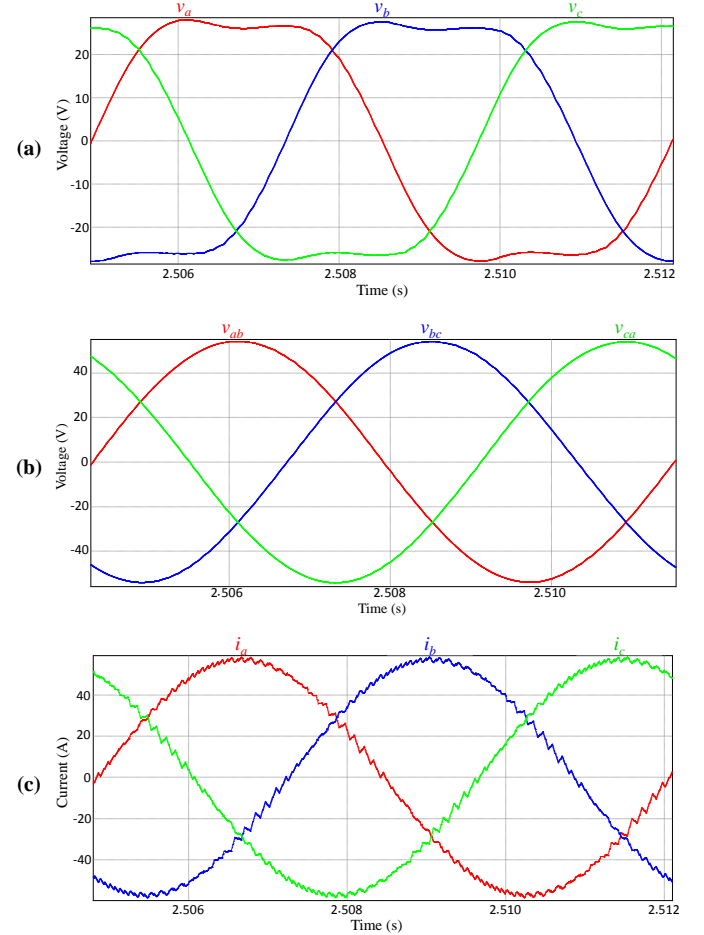 v_a v_b v_c
20
10
0
-10
-20
Voltage (V)
(a)
2.506 2.508 2.510 2.512
Time (s)
v_ab v_bc v_ca
40
20
0
-20
-40
Voltage (V)
(b)
2.506 2.508 2.510
Time (s)
i_a i_b i_c
40
20
0
-20
-40
Current (A)
(c)
2.506 2.508 2.510 2.512
Time (s)